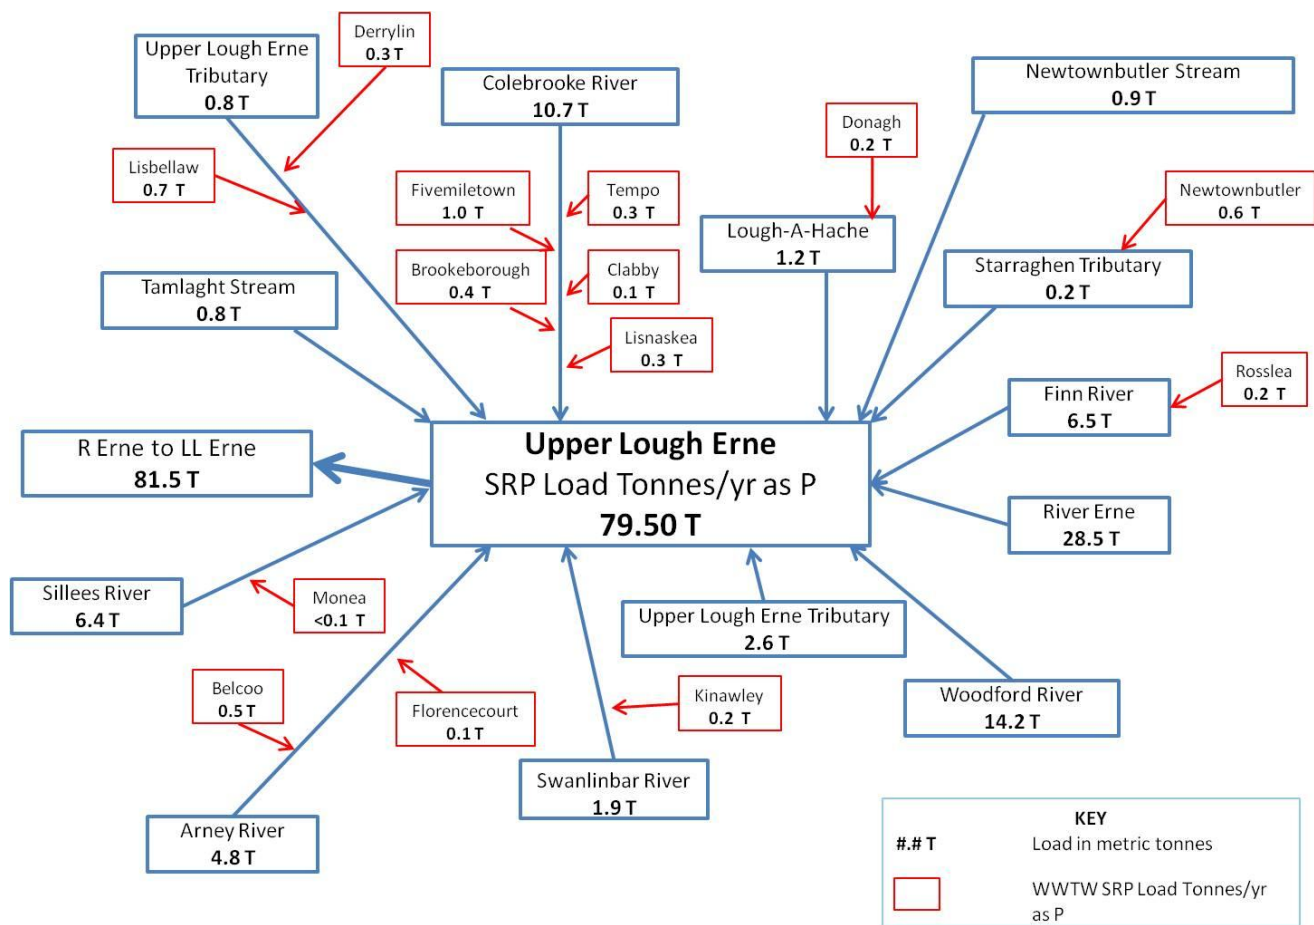 Derrylin
0.3 T
Upper Lough Erne
Tributary
0.8 T
Colebrooke River
10.7 T
Newtownbutler Stream
0.9 T
Donagh
0.2 T
Lisbellaw
0.7 T
Fivemiletown
1.0 T
Tempo
0.3 T
Newtownbutler
0.6 T
Lough-A-Hache
1.2 T
Starraghen Tributary
0.2 T
Brookeborough
0.4 T
Clabby
0.1 T
Tamlaght Stream
0.8 T
Lisnaskea
0.3 T
Rosslea
0.2 T
Finn River
6.5 T
R Erne to LL Erne
81.5 T
Upper Lough Erne
SRP Load Tonnes/yr as P
79.50 T
River Erne
28.5 T
Sillees River
6.4 T
Monea
<0.1 T
Upper Lough Erne Tributary
2.6 T
Belcoo
0.5 T
Florencecourt
0.1 T
Kinawley
0.2 T
Woodford River
14.2 T
Swanlinbar River
1.9 T
Arney River
4.8 T
KEY
#.# T Load in metric tonnes
WWTW SRP Load Tonnes/yr
as P